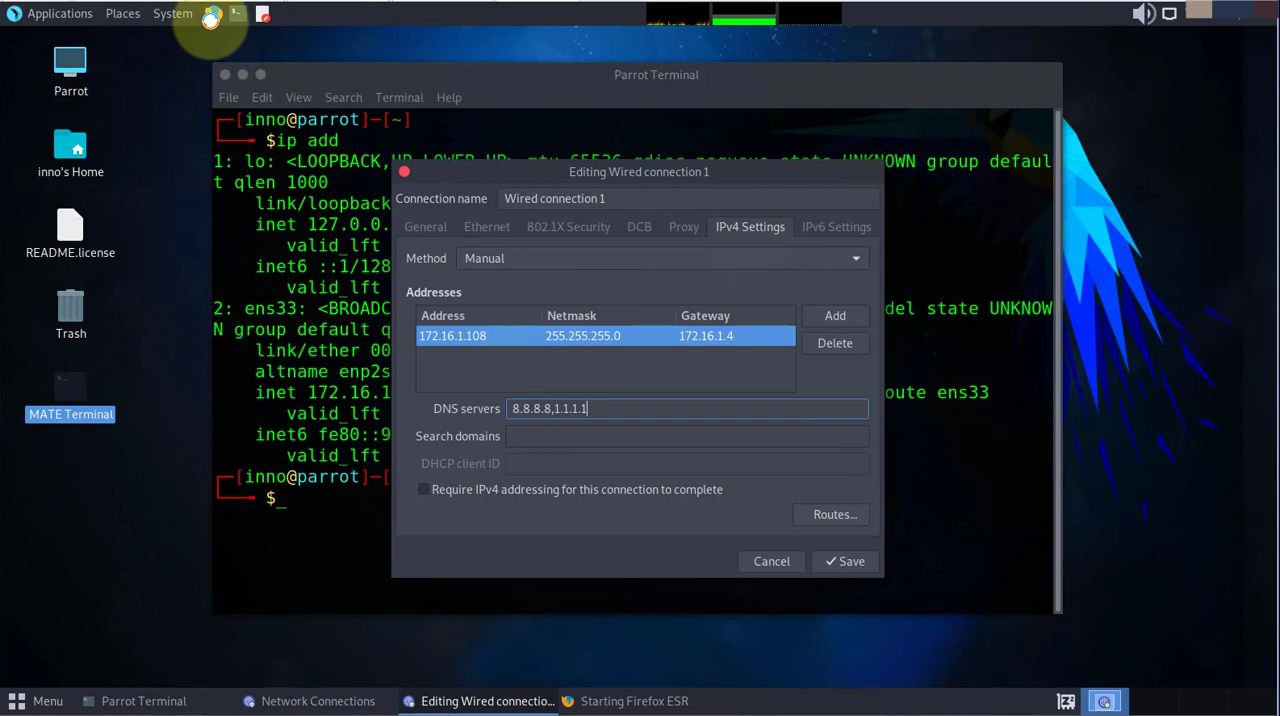 Applications Places System
Parrot
inno's Home
README.license
Trash
MATE Terminal
Parrot Terminal
File Edit View Search Terminal Help
┌─[inno@parrot]─[~]
└──╼ $ip add
1: lo: <LOOPBACK,UP,LOWER_UP> mtu 65536 qdisc noqueue state UNKNOWN group defaul
t qlen 1000
link/loopback
inet 127.0.0.
valid_lft
inet6 ::1/128
valid_lft
2: ens33: <BROADC del state UNKNOW
N group default q
link/ether 00
altname enp2s
inet 172.16.1 oute ens33
valid_lft
inet6 fe80::9
valid_lft
┌─[inno@parrot]─[
└──╼ $_
Editing Wired connection 1
Connection name Wired connection 1
General Ethernet 802.1X Security DCB Proxy IPv4 Settings IPv6 Settings
Method Manual
Addresses
Address Netmask Gateway Add
172.16.1.108 255.255.255.0 172.16.1.4 Delete
DNS servers 8.8.8.8,1.1.1.1
Search domains
DHCP client ID
Require IPv4 addressing for this connection to complete
Routes...
Cancel ✓ Save
Menu Parrot Terminal Network Connections Editing Wired connectio... Starting Firefox ESR